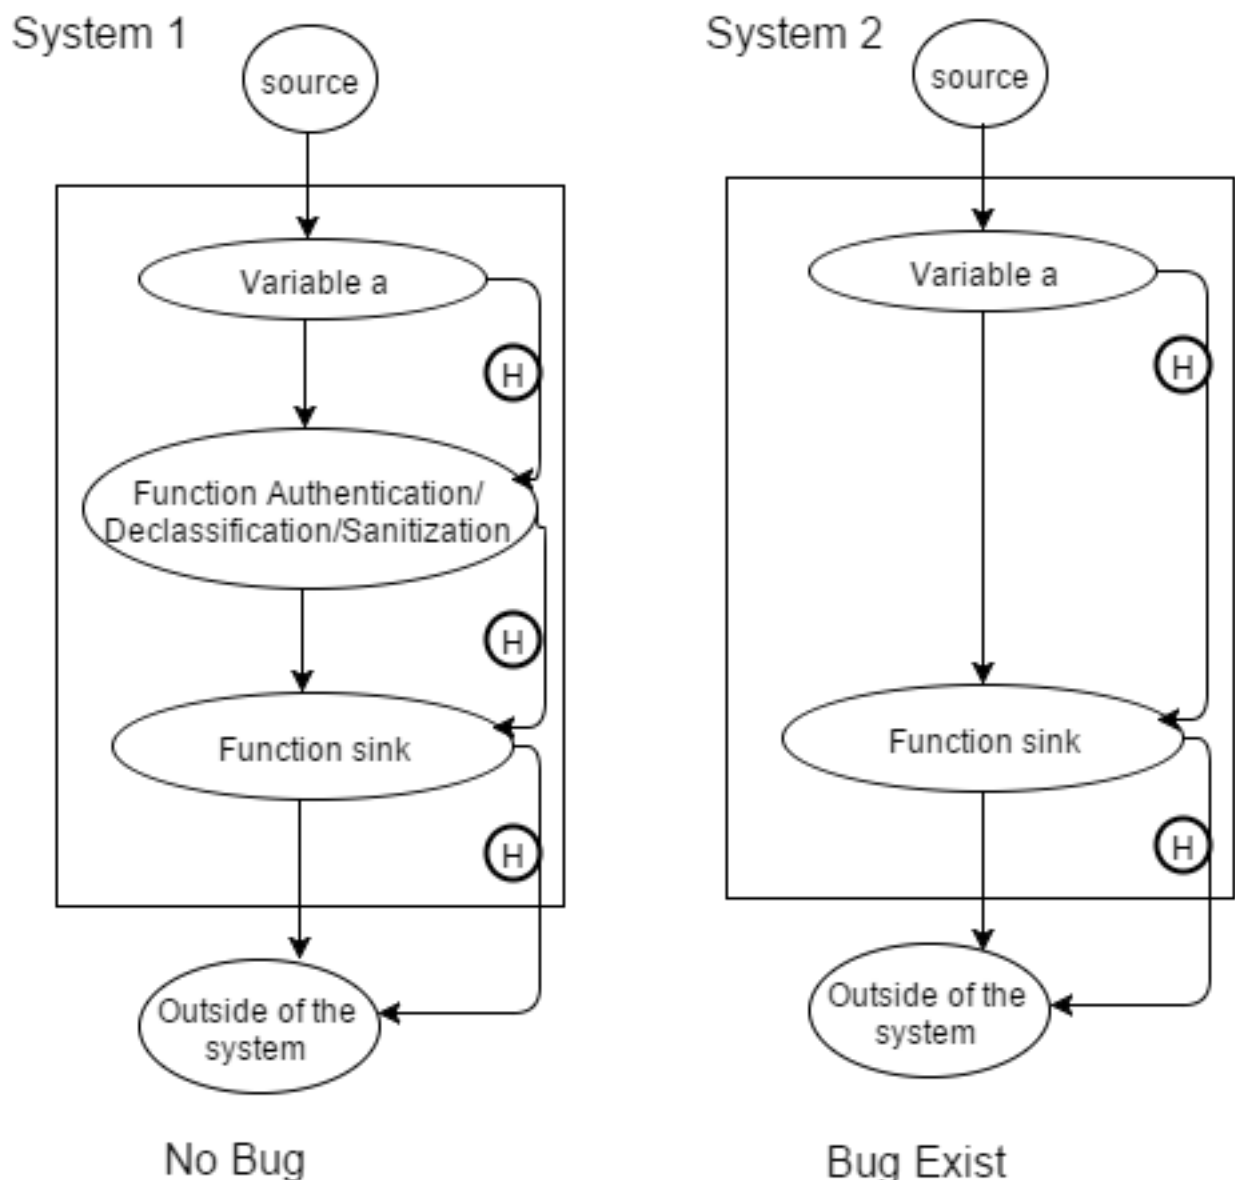 System 1
source
Variable a
H
Function Authentication/
Declassification/Sanitization
H
Function sink
H
Outside of the
system
No Bug
System 2
source
Variable a
H
Function sink
H
Outside of the
system
Bug Exist